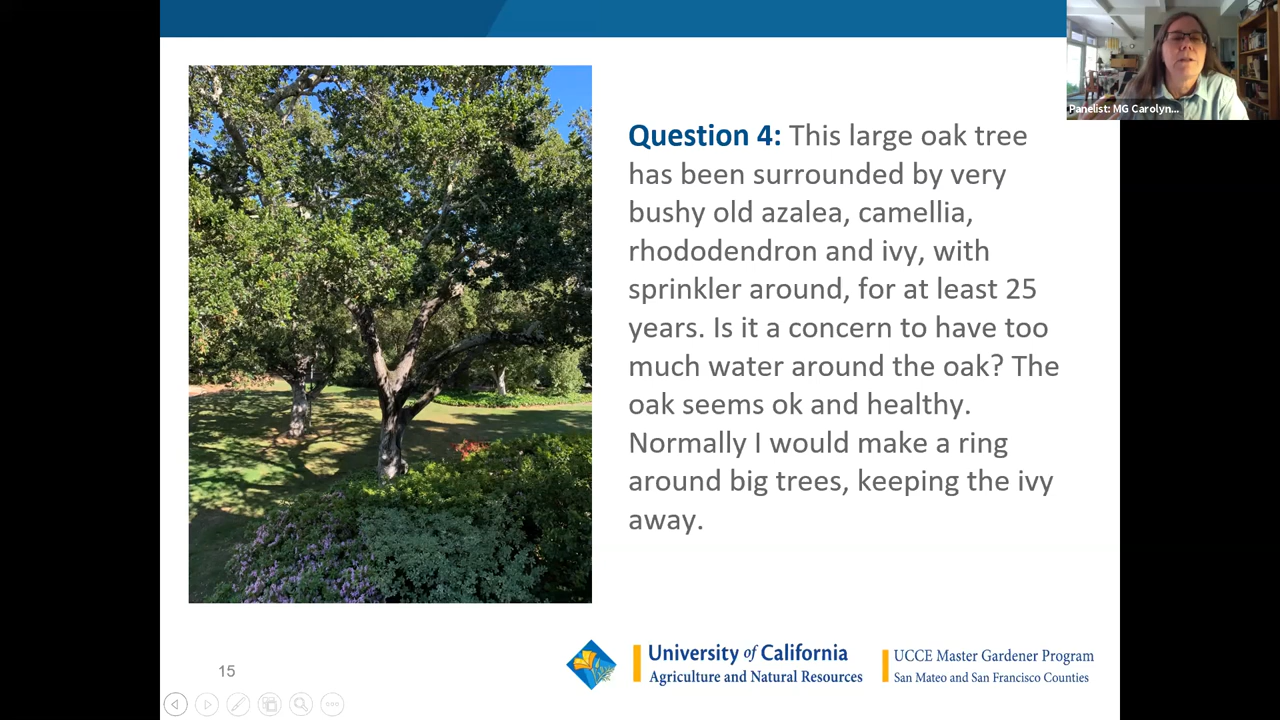 Panelist: MG Carolyn...
Question 4: This large oak tree
has been surrounded by very
bushy old azalea, camellia,
rhododendron and ivy, with
sprinkler around, for at least 25
years. Is it a concern to have too
much water around the oak? The
oak seems ok and healthy.
Normally I would make a ring
around big trees, keeping the ivy
away.
University of California
Agriculture and Natural Resources
UCCE Master Gardener Program
San Mateo and San Francisco Counties
15